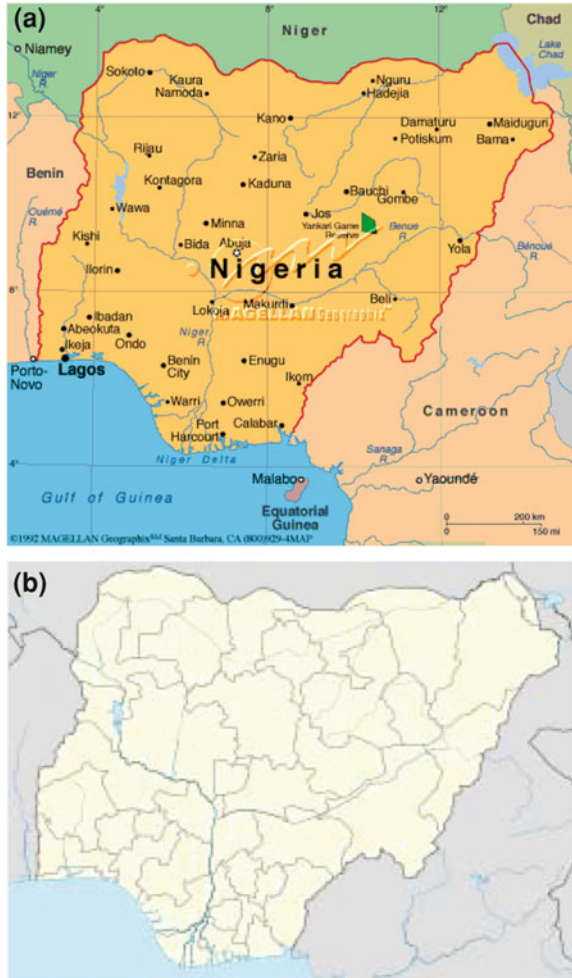 (a)
4°
8°
12°
Niger
Chad
Niamey
Niger
R.
Sokoto
Kaura
Namoda
Nguru
Hadejia
Lake
Chad
12°
Kano
Damaturu
Maiduguri
Potiskum
Bama
Rijau
Zaria
Benin
Kontagora
Kaduna
Bauchi
Gombe
Ouémé
R.
Wawa
Minna
Jos
Yankari Game
Reserve
Benue
R.
Kishi
Bida
Abuja
Yola
Bénoué
R.
Ilorin
Nigeria
8°
Lokoja
Makurdi
Beli
MAGELLAN Geographix
Ibadan
Abeokuta
Niger
R.
Ikeja
Ondo
Porto-
Novo
Lagos
Benin
City
Enugu
Ikom
Warri
Owerri
Cameroon
Port
Harcourt
Calabar
Sanaga
R.
4°
Niger Delta
Malabo
Yaoundé
Gulf of Guinea
Equatorial
Guinea
0 200 km
0 150 mi
©1992 MAGELLAN Geographix Santa Barbara, CA (800)929-4MAP
(b)